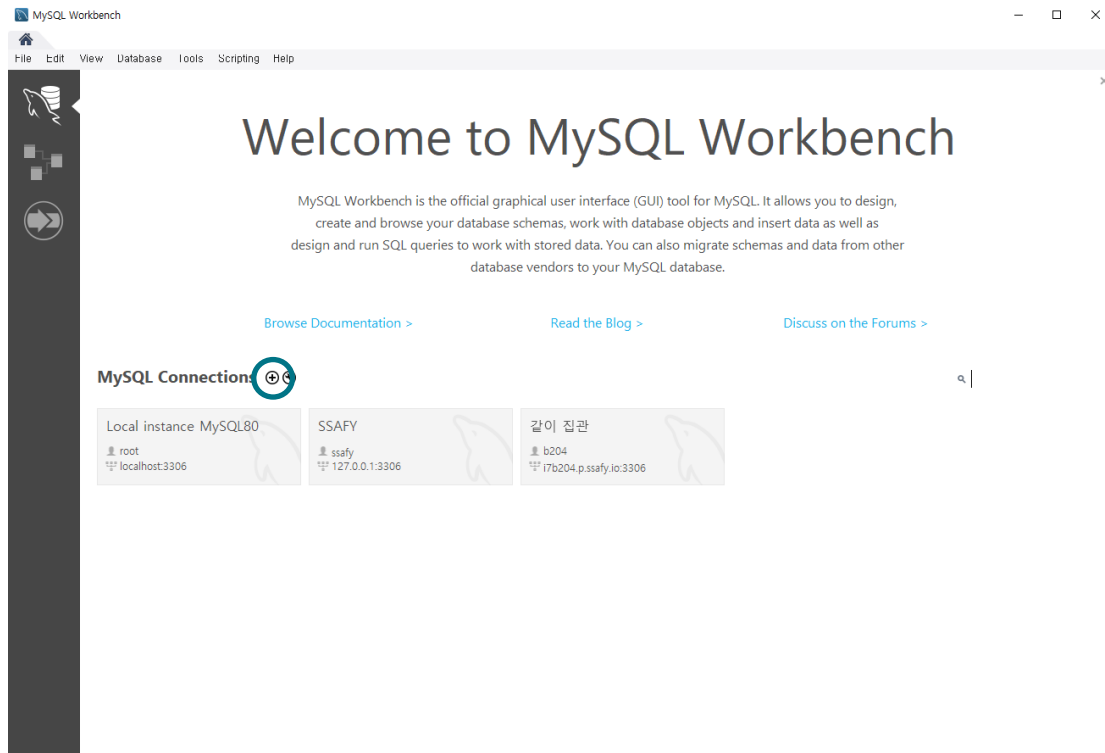 MySQL Workbench
File Edit View Database Tools Scripting Help
Welcome to MySQL Workbench
MySQL Workbench is the official graphical user interface (GUI) tool for MySQL. It allows you to design,
create and browse your database schemas, work with database objects and insert data as well as
design and run SQL queries to work with stored data. You can also migrate schemas and data from other
database vendors to your MySQL database.
Browse Documentation > Read the Blog > Discuss on the Forums >
MySQL Connections
Local instance MySQL80 SSAFY 같이 집관
root ssafy b204
localhost:3306 127.0.0.1:3306 i7b204.p.ssafy.io:3306